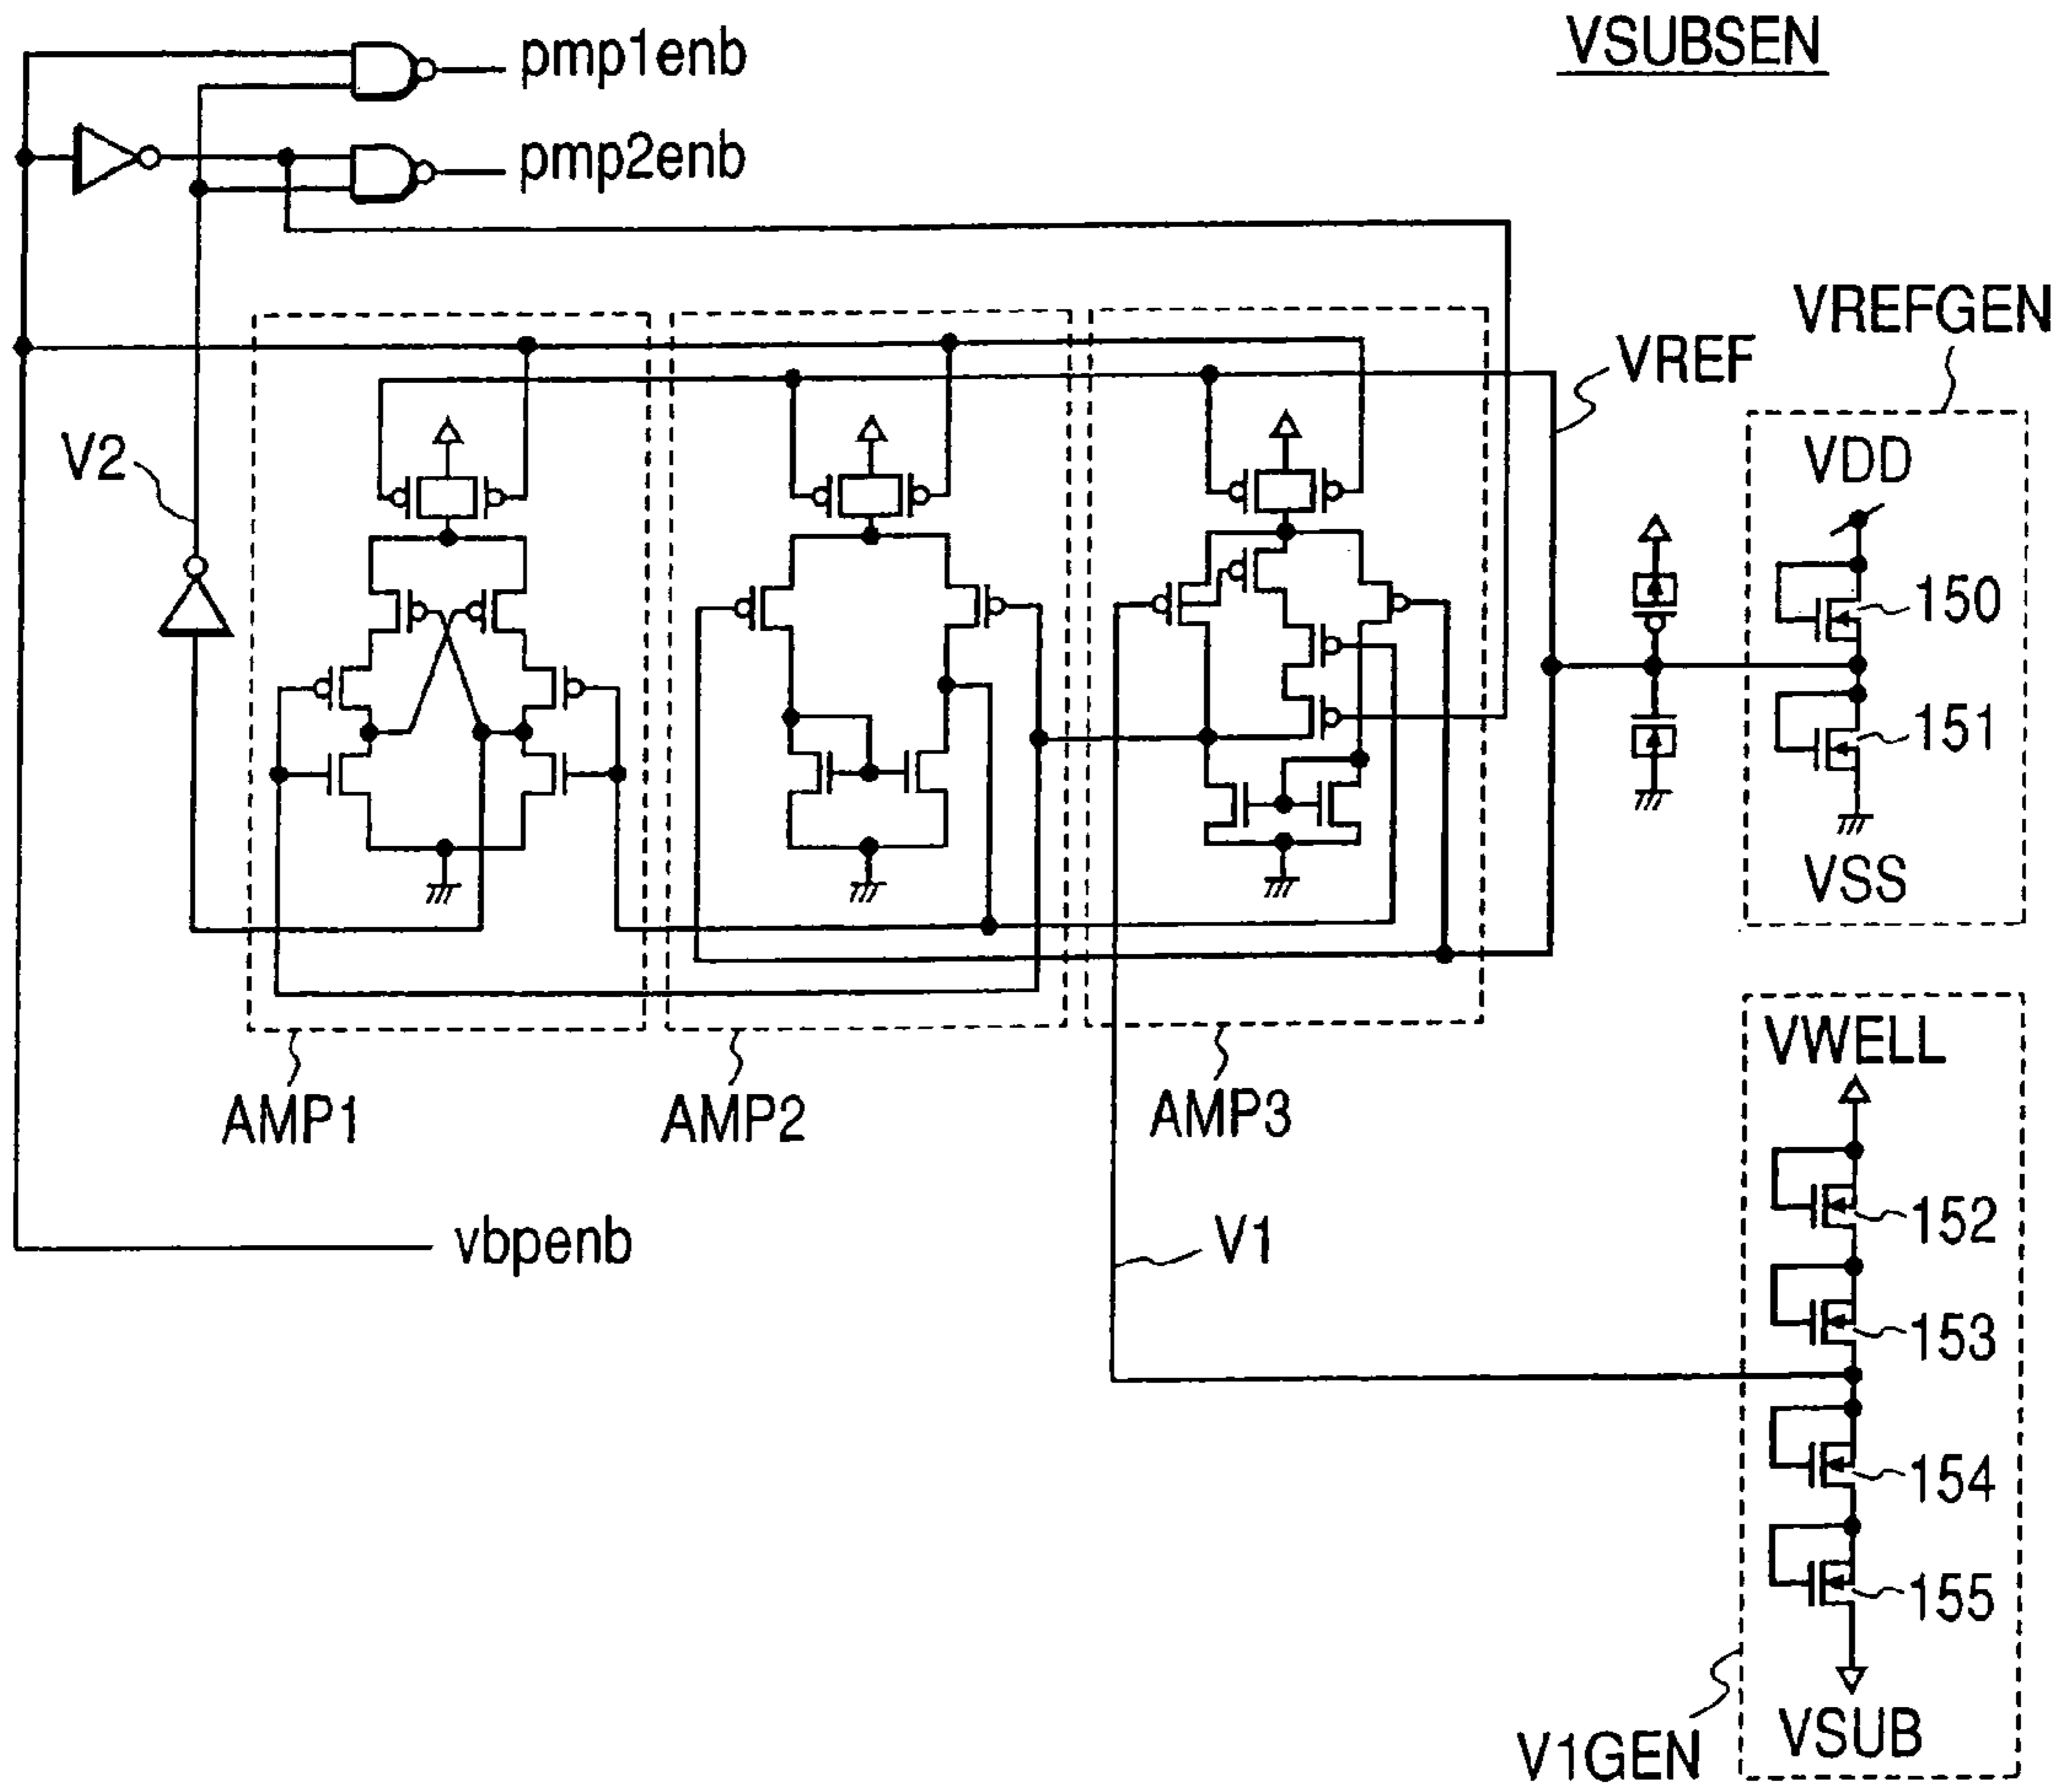 VSUBSEN
pmp1enb
pmp2enb
VREFGEN
VREF
VDD
V2
150
151
VSS
VWELL
AMP1
AMP2
AMP3
152
vbpenb
V1
153
154
155
VSUB
V1GEN